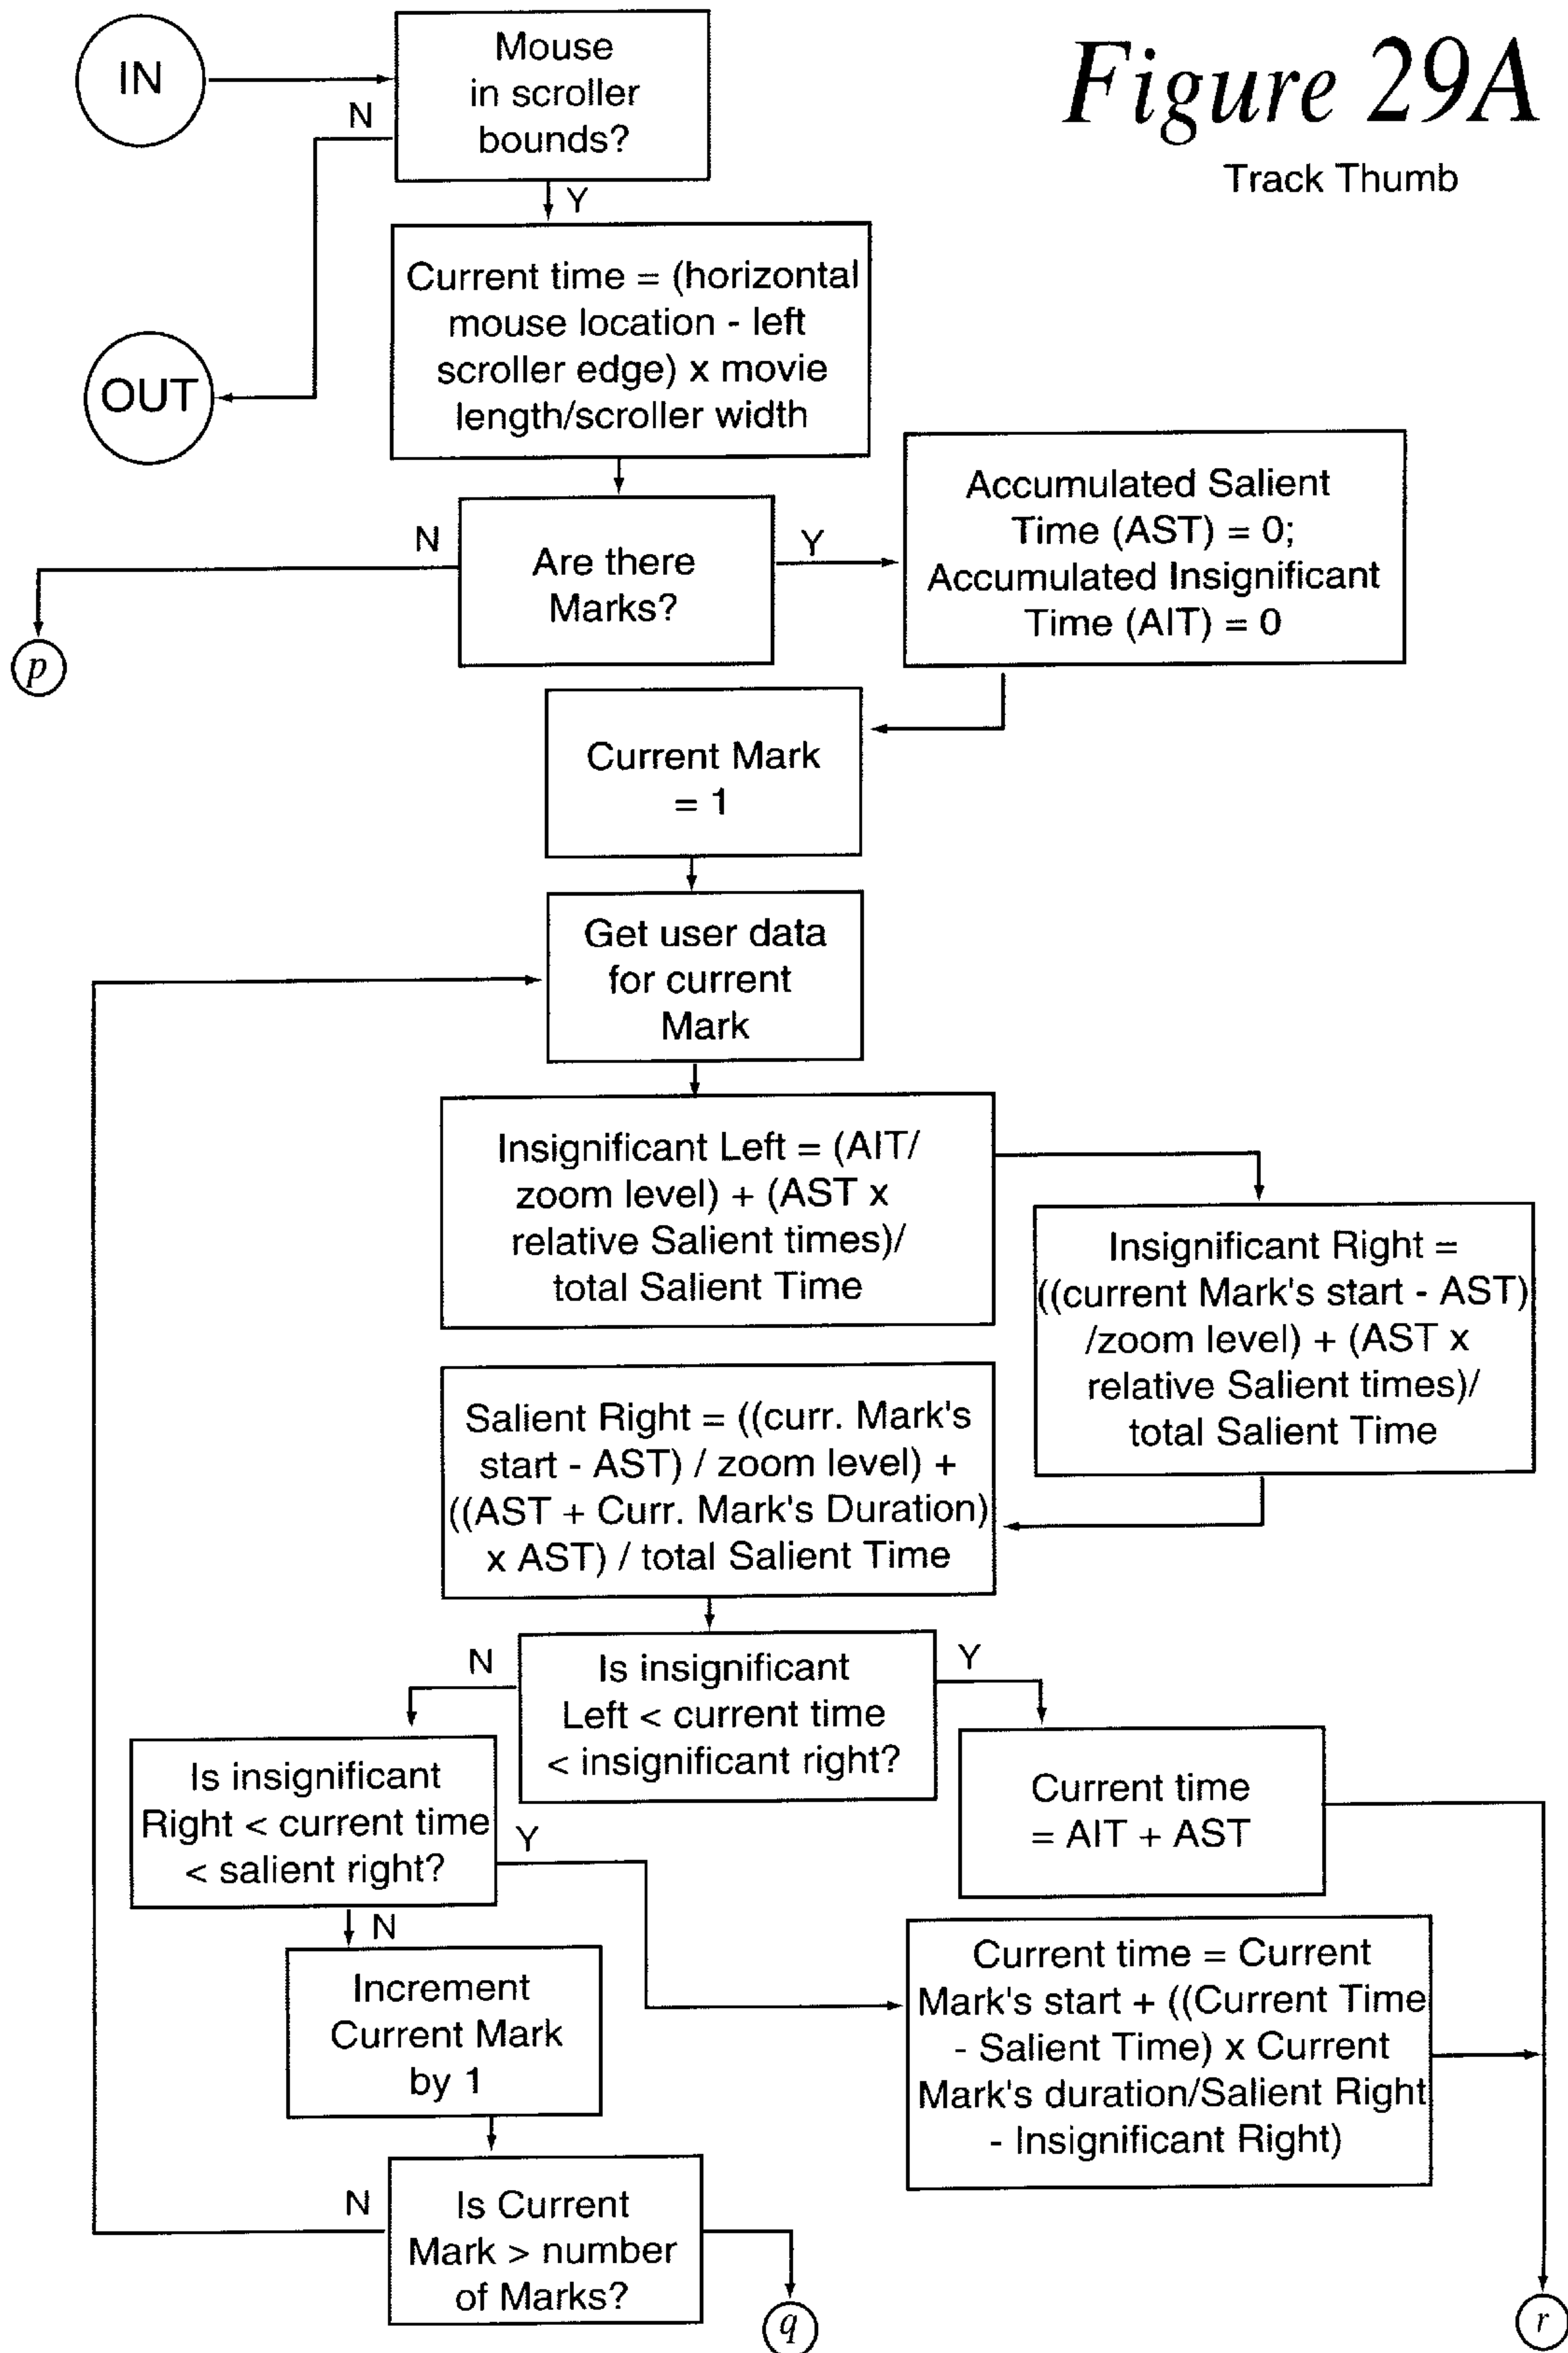 Figure 29A
Track Thumb
IN
Mouse
in scroller
bounds?
N
Y
OUT
Current time = (horizontal
mouse location - left
scroller edge) x movie
length/scroller width
Are there
Marks?
N
Y
p
Accumulated Salient
Time (AST) = 0;
Accumulated Insignificant
Time (AIT) = 0
Current Mark
= 1
Get user data
for current
Mark
Insignificant Left = (AIT/
zoom level) + (AST x
relative Salient times)/
total Salient Time
Insignificant Right =
((current Mark's start - AST)
/zoom level) + (AST x
relative Salient times)/
total Salient Time
Salient Right = ((curr. Mark's
start - AST) / zoom level) +
((AST + Curr. Mark's Duration)
x AST) / total Salient Time
Is insignificant
Left < current time
< insignificant right?
N
Y
Is insignificant
Right < current time
< salient right?
Y
N
Current time
= AIT + AST
Increment
Current Mark
by 1
Current time = Current
Mark's start + ((Current Time
- Salient Time) x Current
Mark's duration/Salient Right
- Insignificant Right)
Is Current
Mark > number
of Marks?
N
q
r